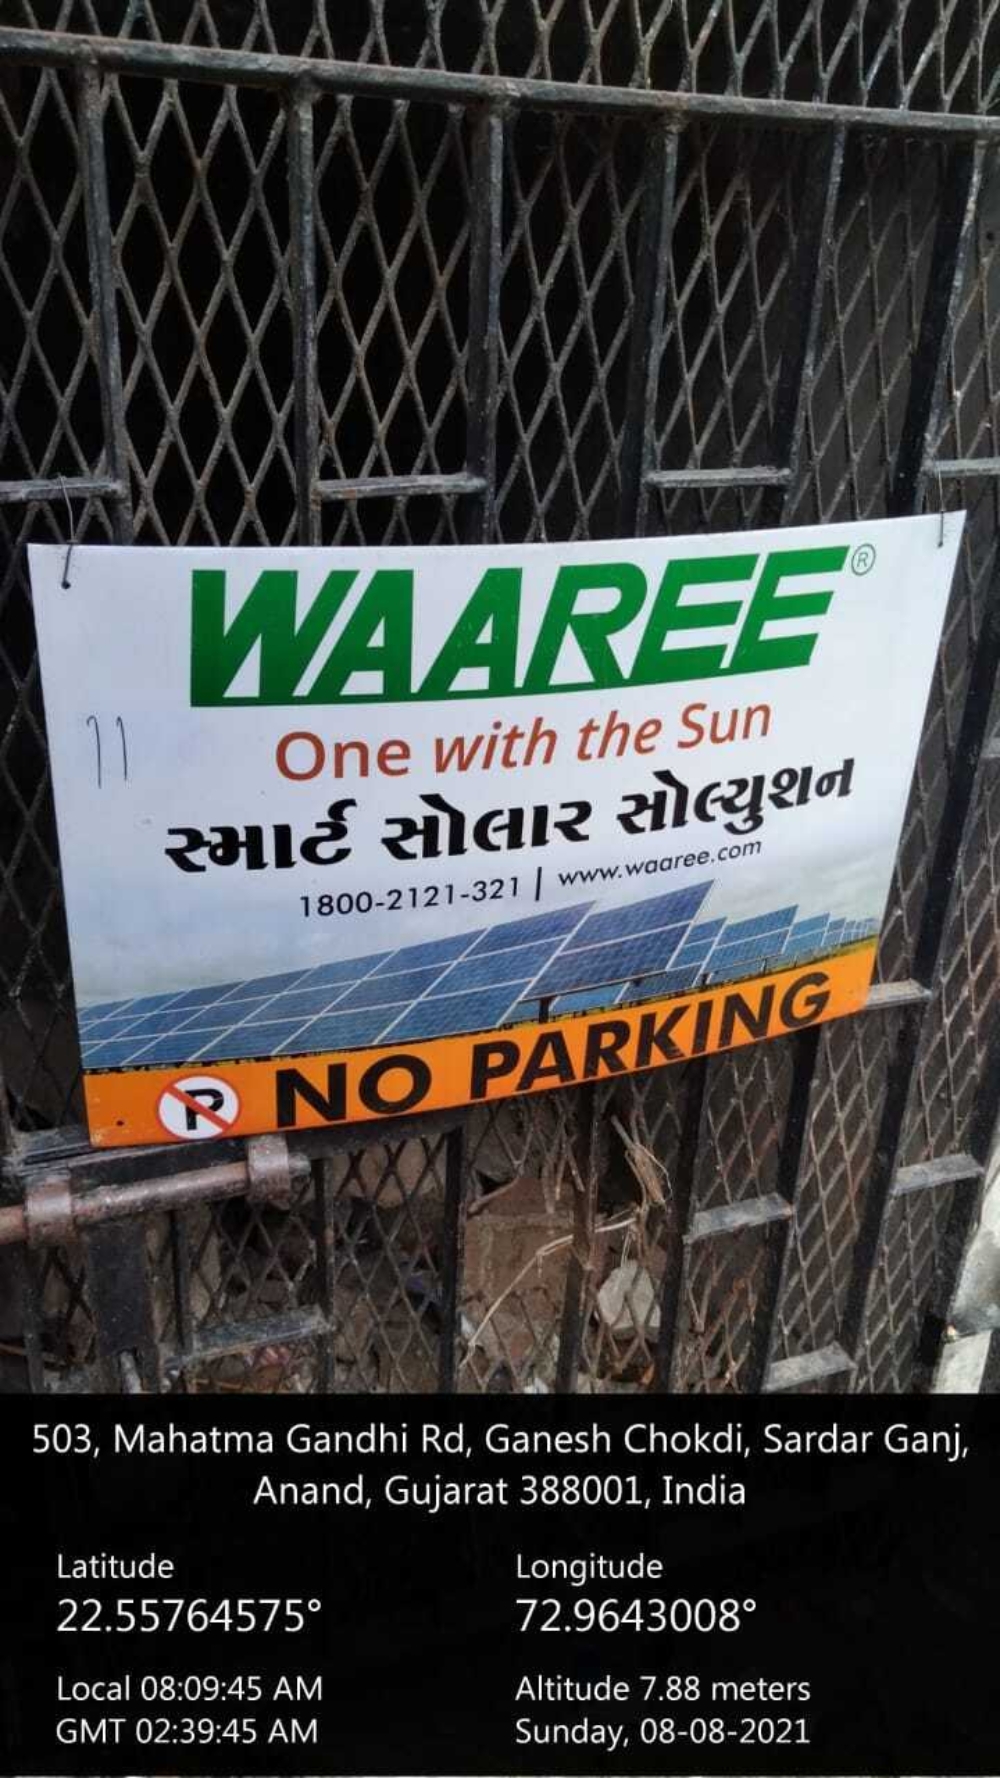 WAAREE®
11
One with the Sun
સ્માર્ટ સોલાર સોલ્યુશન
1800-2121-321 | www.waaree.com
P NO PARKING
503, Mahatma Gandhi Rd, Ganesh Chokdi, Sardar Ganj,
Anand, Gujarat 388001, India
Latitude Longitude
22.55764575° 72.9643008°
Local 08:09:45 AM Altitude 7.88 meters
GMT 02:39:45 AM Sunday, 08-08-2021